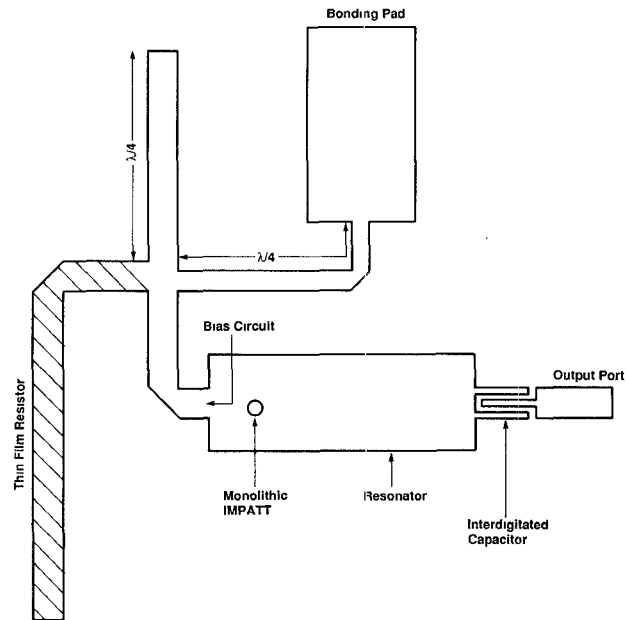 Bonding Pad
λ/4
λ/4
Bias Circuit
Output Port
Thin Film Resistor
Monolithic
IMPATT
Resonator
Interdigitated
Capacitor